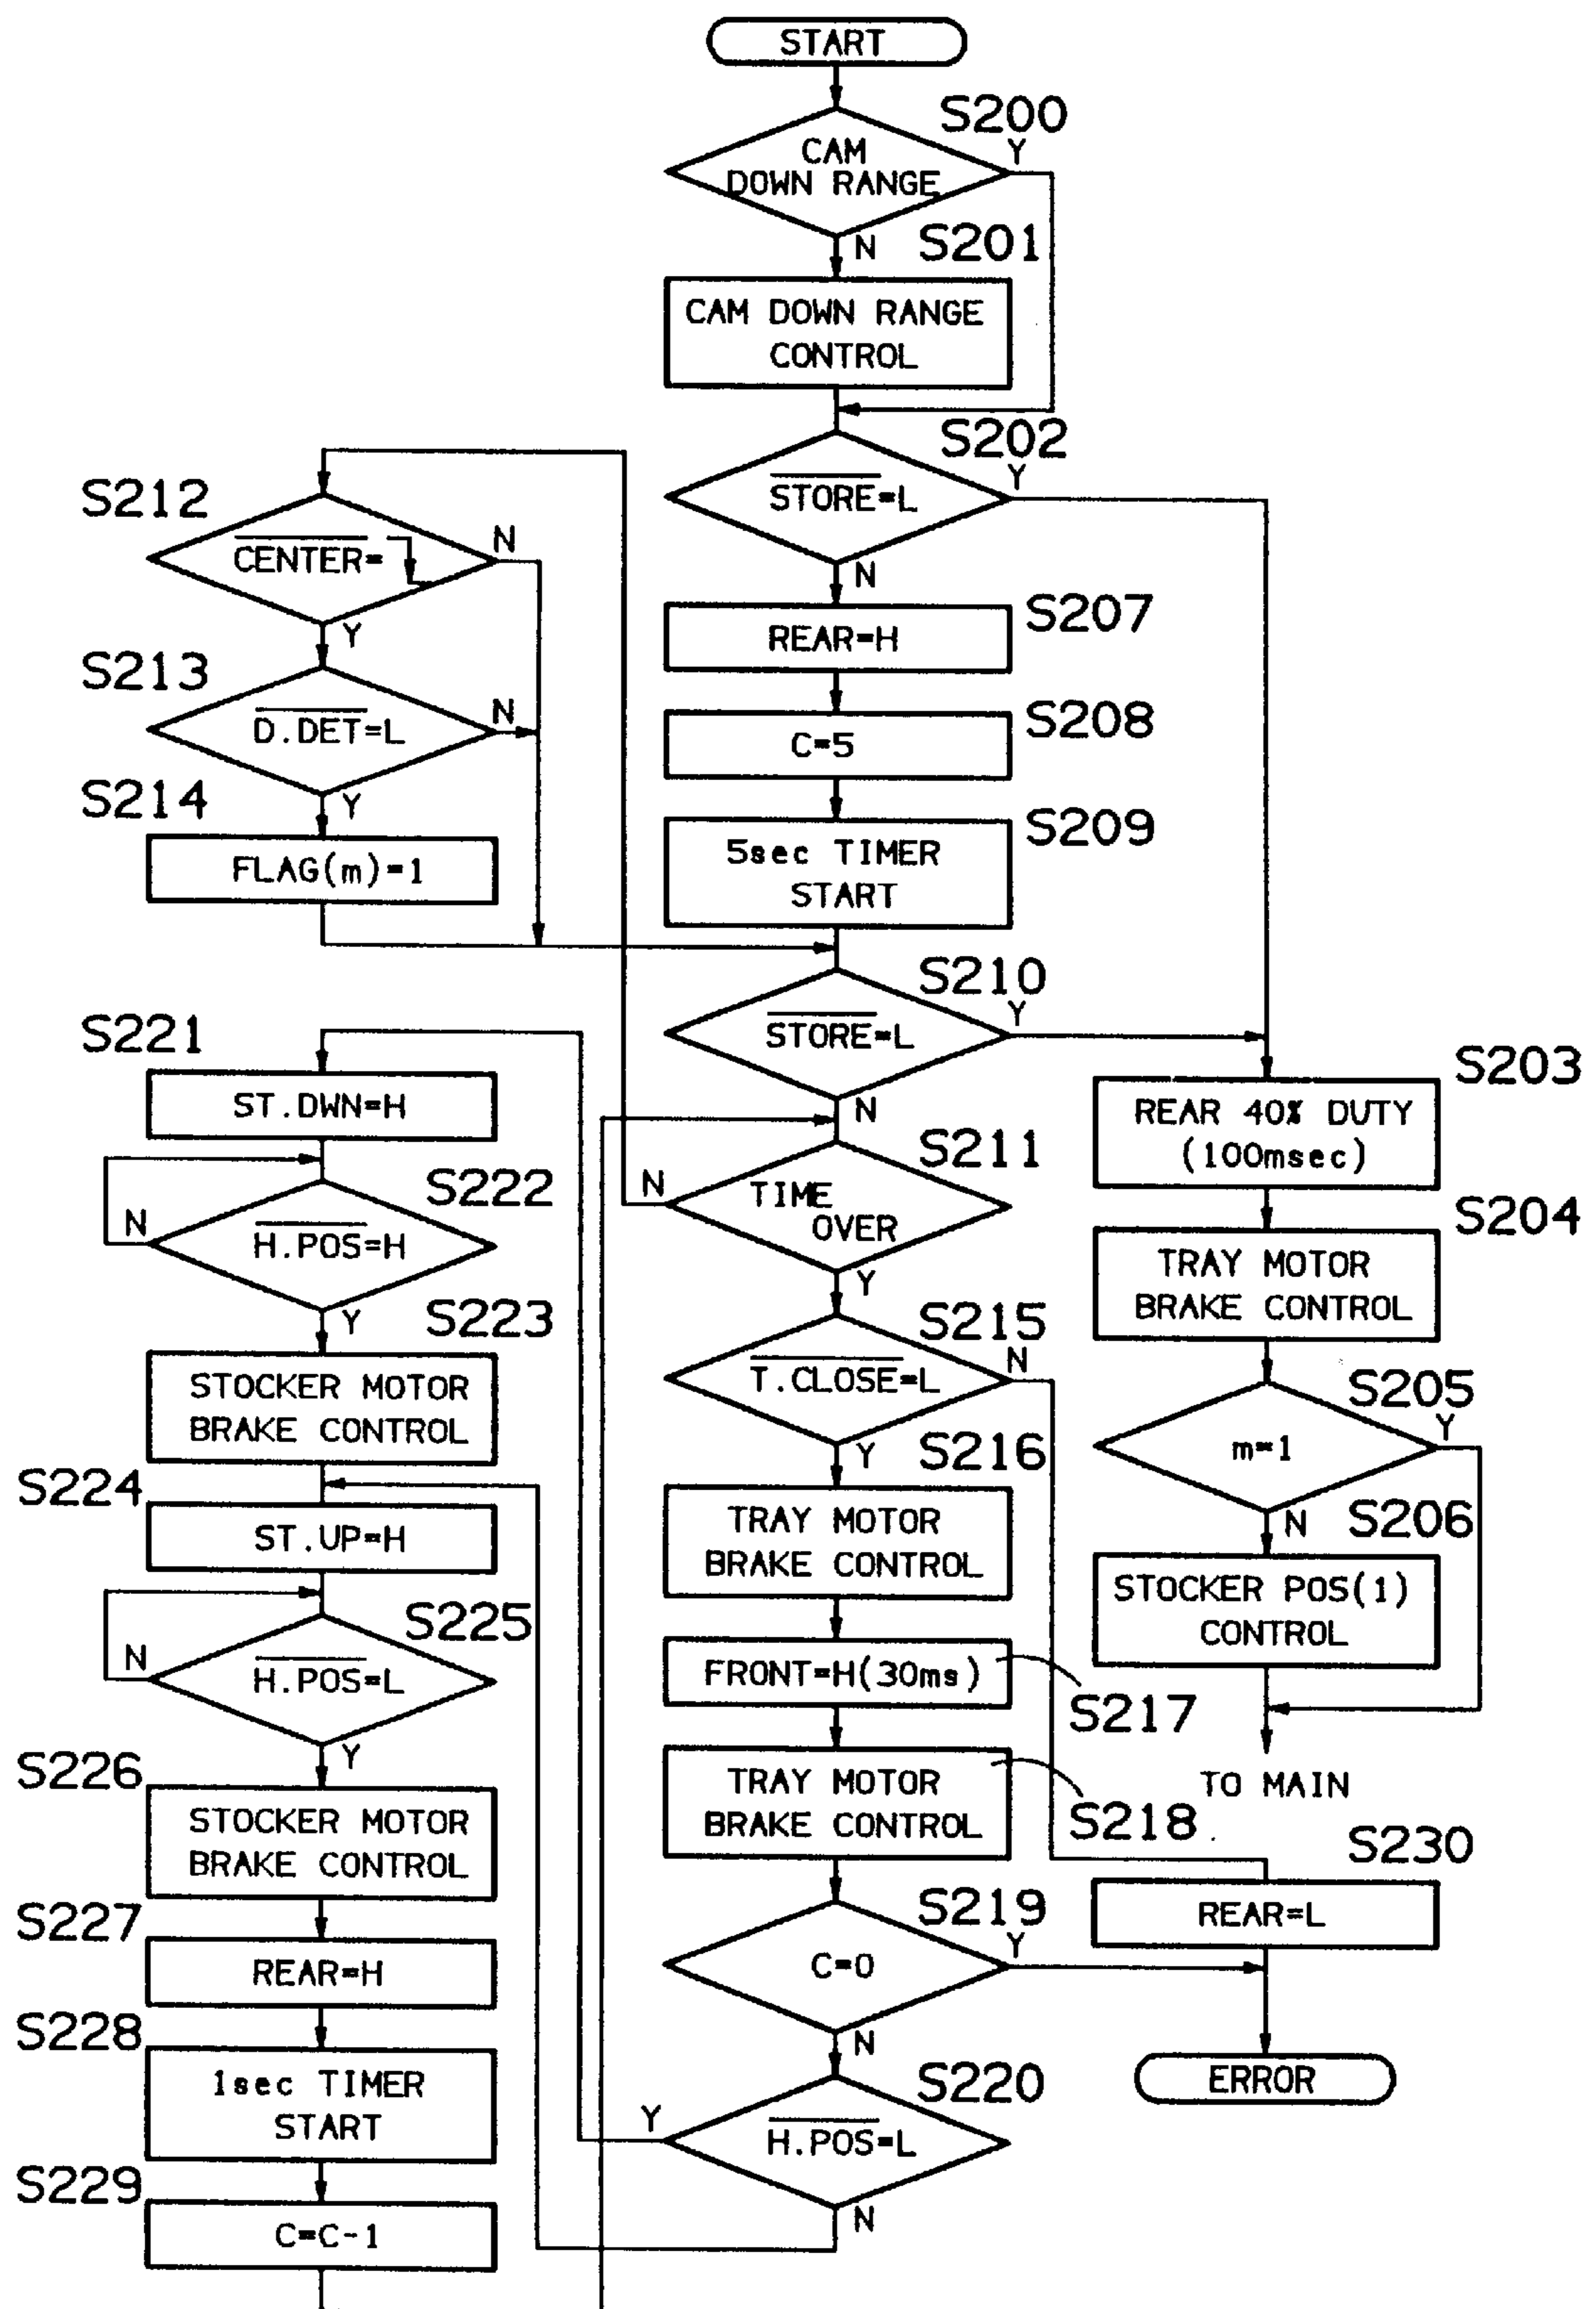 START
S200
CAM
DOWN RANGE
Y
N
S201
CAM DOWN RANGE
CONTROL
S202
STORE=L
Y
N
S207
REAR=H
S208
C=5
S209
5sec TIMER
START
S212
CENTER=
N
Y
S213
D.DET=L
N
Y
S214
FLAG(m)=1
S210
STORE=L
Y
N
S211
TIME
OVER
N
Y
S215
T.CLOSE=L
N
Y
S216
TRAY MOTOR
BRAKE CONTROL
FRONT=H(30ms)
S217
TRAY MOTOR
BRAKE CONTROL
S218
S219
C=0
Y
N
S220
H.POS=L
Y
N
S221
ST.DWN=H
S222
H.POS=H
N
Y
S223
STOCKER MOTOR
BRAKE CONTROL
S224
ST.UP=H
S225
H.POS=L
N
Y
S226
STOCKER MOTOR
BRAKE CONTROL
S227
REAR=H
S228
1sec TIMER
START
S229
C=C-1
S203
REAR 40% DUTY
(100msec)
S204
TRAY MOTOR
BRAKE CONTROL
S205
m=1
Y
N
S206
STOCKER POS(1)
CONTROL
TO MAIN
S230
REAR=L
ERROR